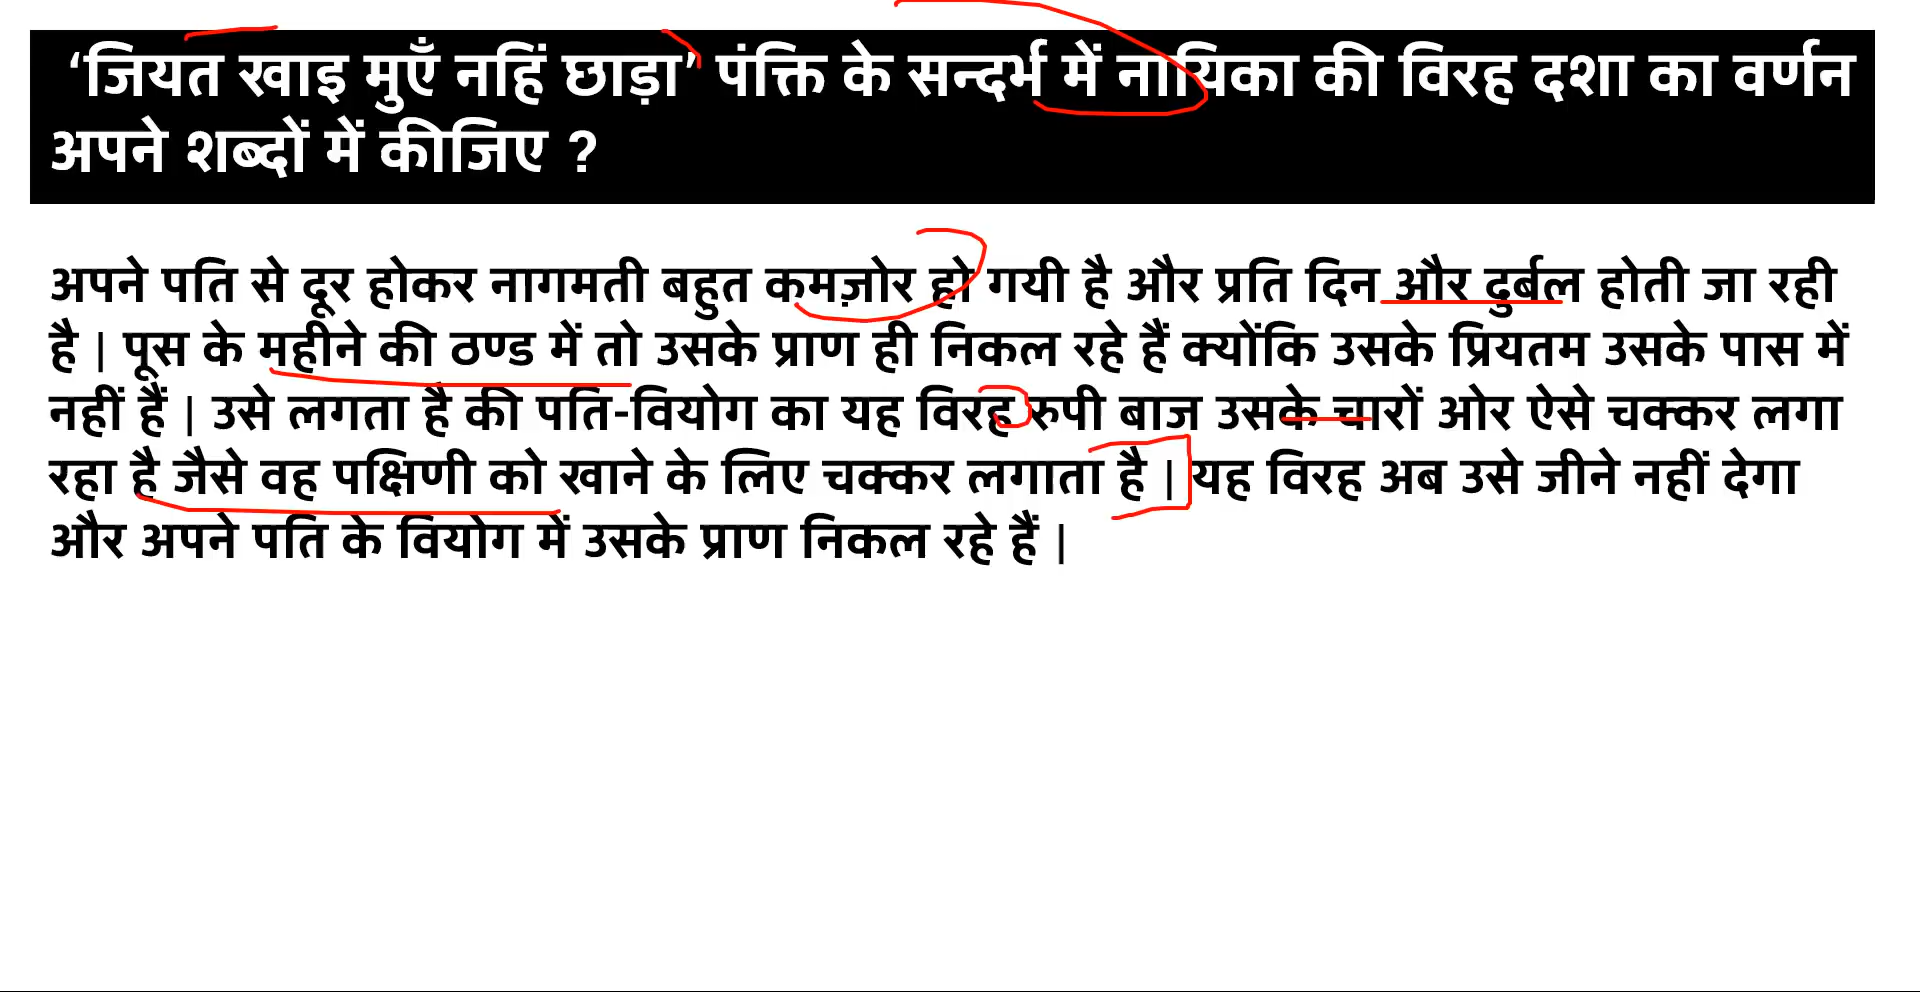 ‘जियत खाइ मुएँ नहिं छाड़ा’ पंक्ति के सन्दर्भ में नायिका की विरह दशा का वर्णन
अपने शब्दों में कीजिए ?
अपने पति से दूर होकर नागमती बहुत कमज़ोर हो गयी है और प्रति दिन और दुर्बल होती जा रही
है | पूस के महीने की ठण्ड में तो उसके प्राण ही निकल रहे हैं क्योंकि उसके प्रियतम उसके पास में
नहीं हैं | उसे लगता है की पति-वियोग का यह विरह रुपी बाज उसके चारों ओर ऐसे चक्कर लगा
रहा है जैसे वह पक्षिणी को खाने के लिए चक्कर लगाता है | यह विरह अब उसे जीने नहीं देगा
और अपने पति के वियोग में उसके प्राण निकल रहे हैं |